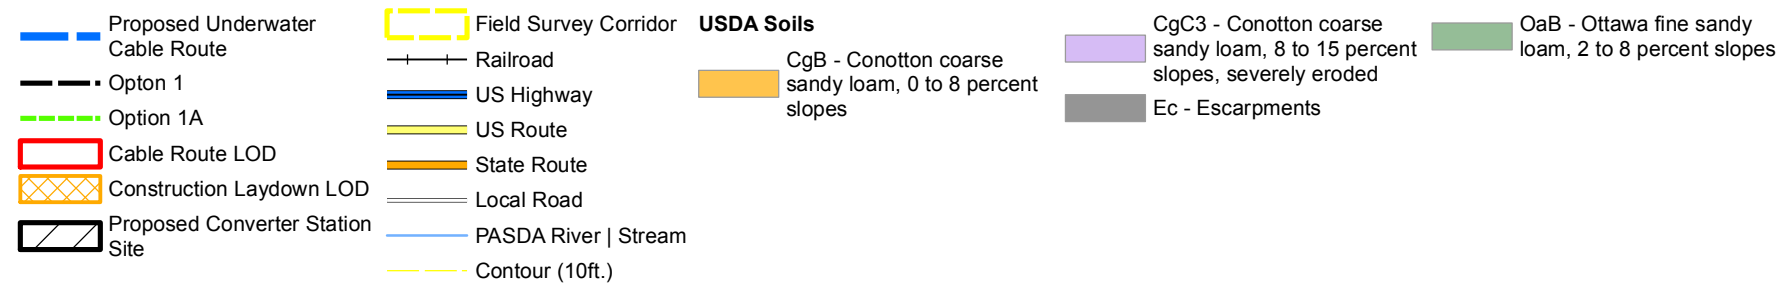 Proposed Underwater
Cable Route
Opton 1
Option 1A
Cable Route LOD
Construction Laydown LOD
Proposed Converter Station
Site
Field Survey Corridor
Railroad
US Highway
US Route
State Route
Local Road
PASDA River | Stream
Contour (10ft.)
USDA Soils
CgB - Conotton coarse
sandy loam, 0 to 8 percent
slopes
CgC3 - Conotton coarse
sandy loam, 8 to 15 percent
slopes, severely eroded
Ec - Escarpments
OaB - Ottawa fine sandy
loam, 2 to 8 percent slopes